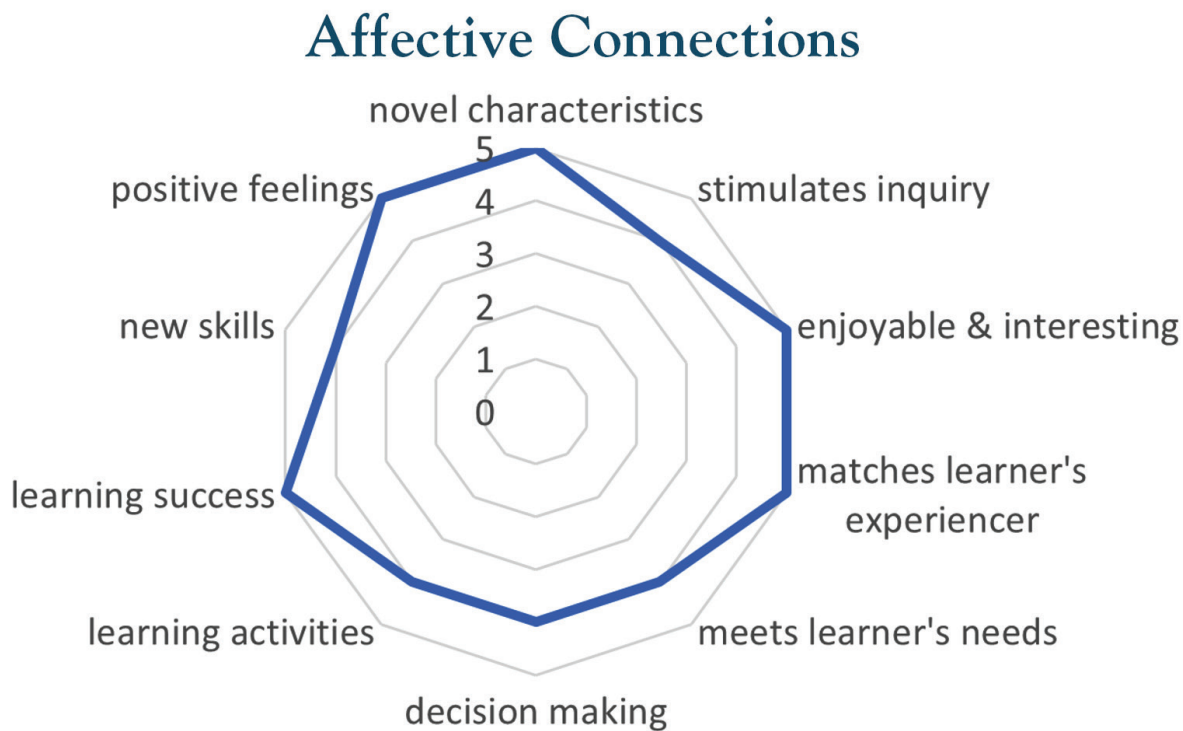 Affective Connections
novel characteristics
5
positive feelings
stimulates inquiry
4
3
new skills
2
enjoyable & interesting
1
0
learning success
matches learner's
experiencer
learning activities
meets learner's needs
decision making